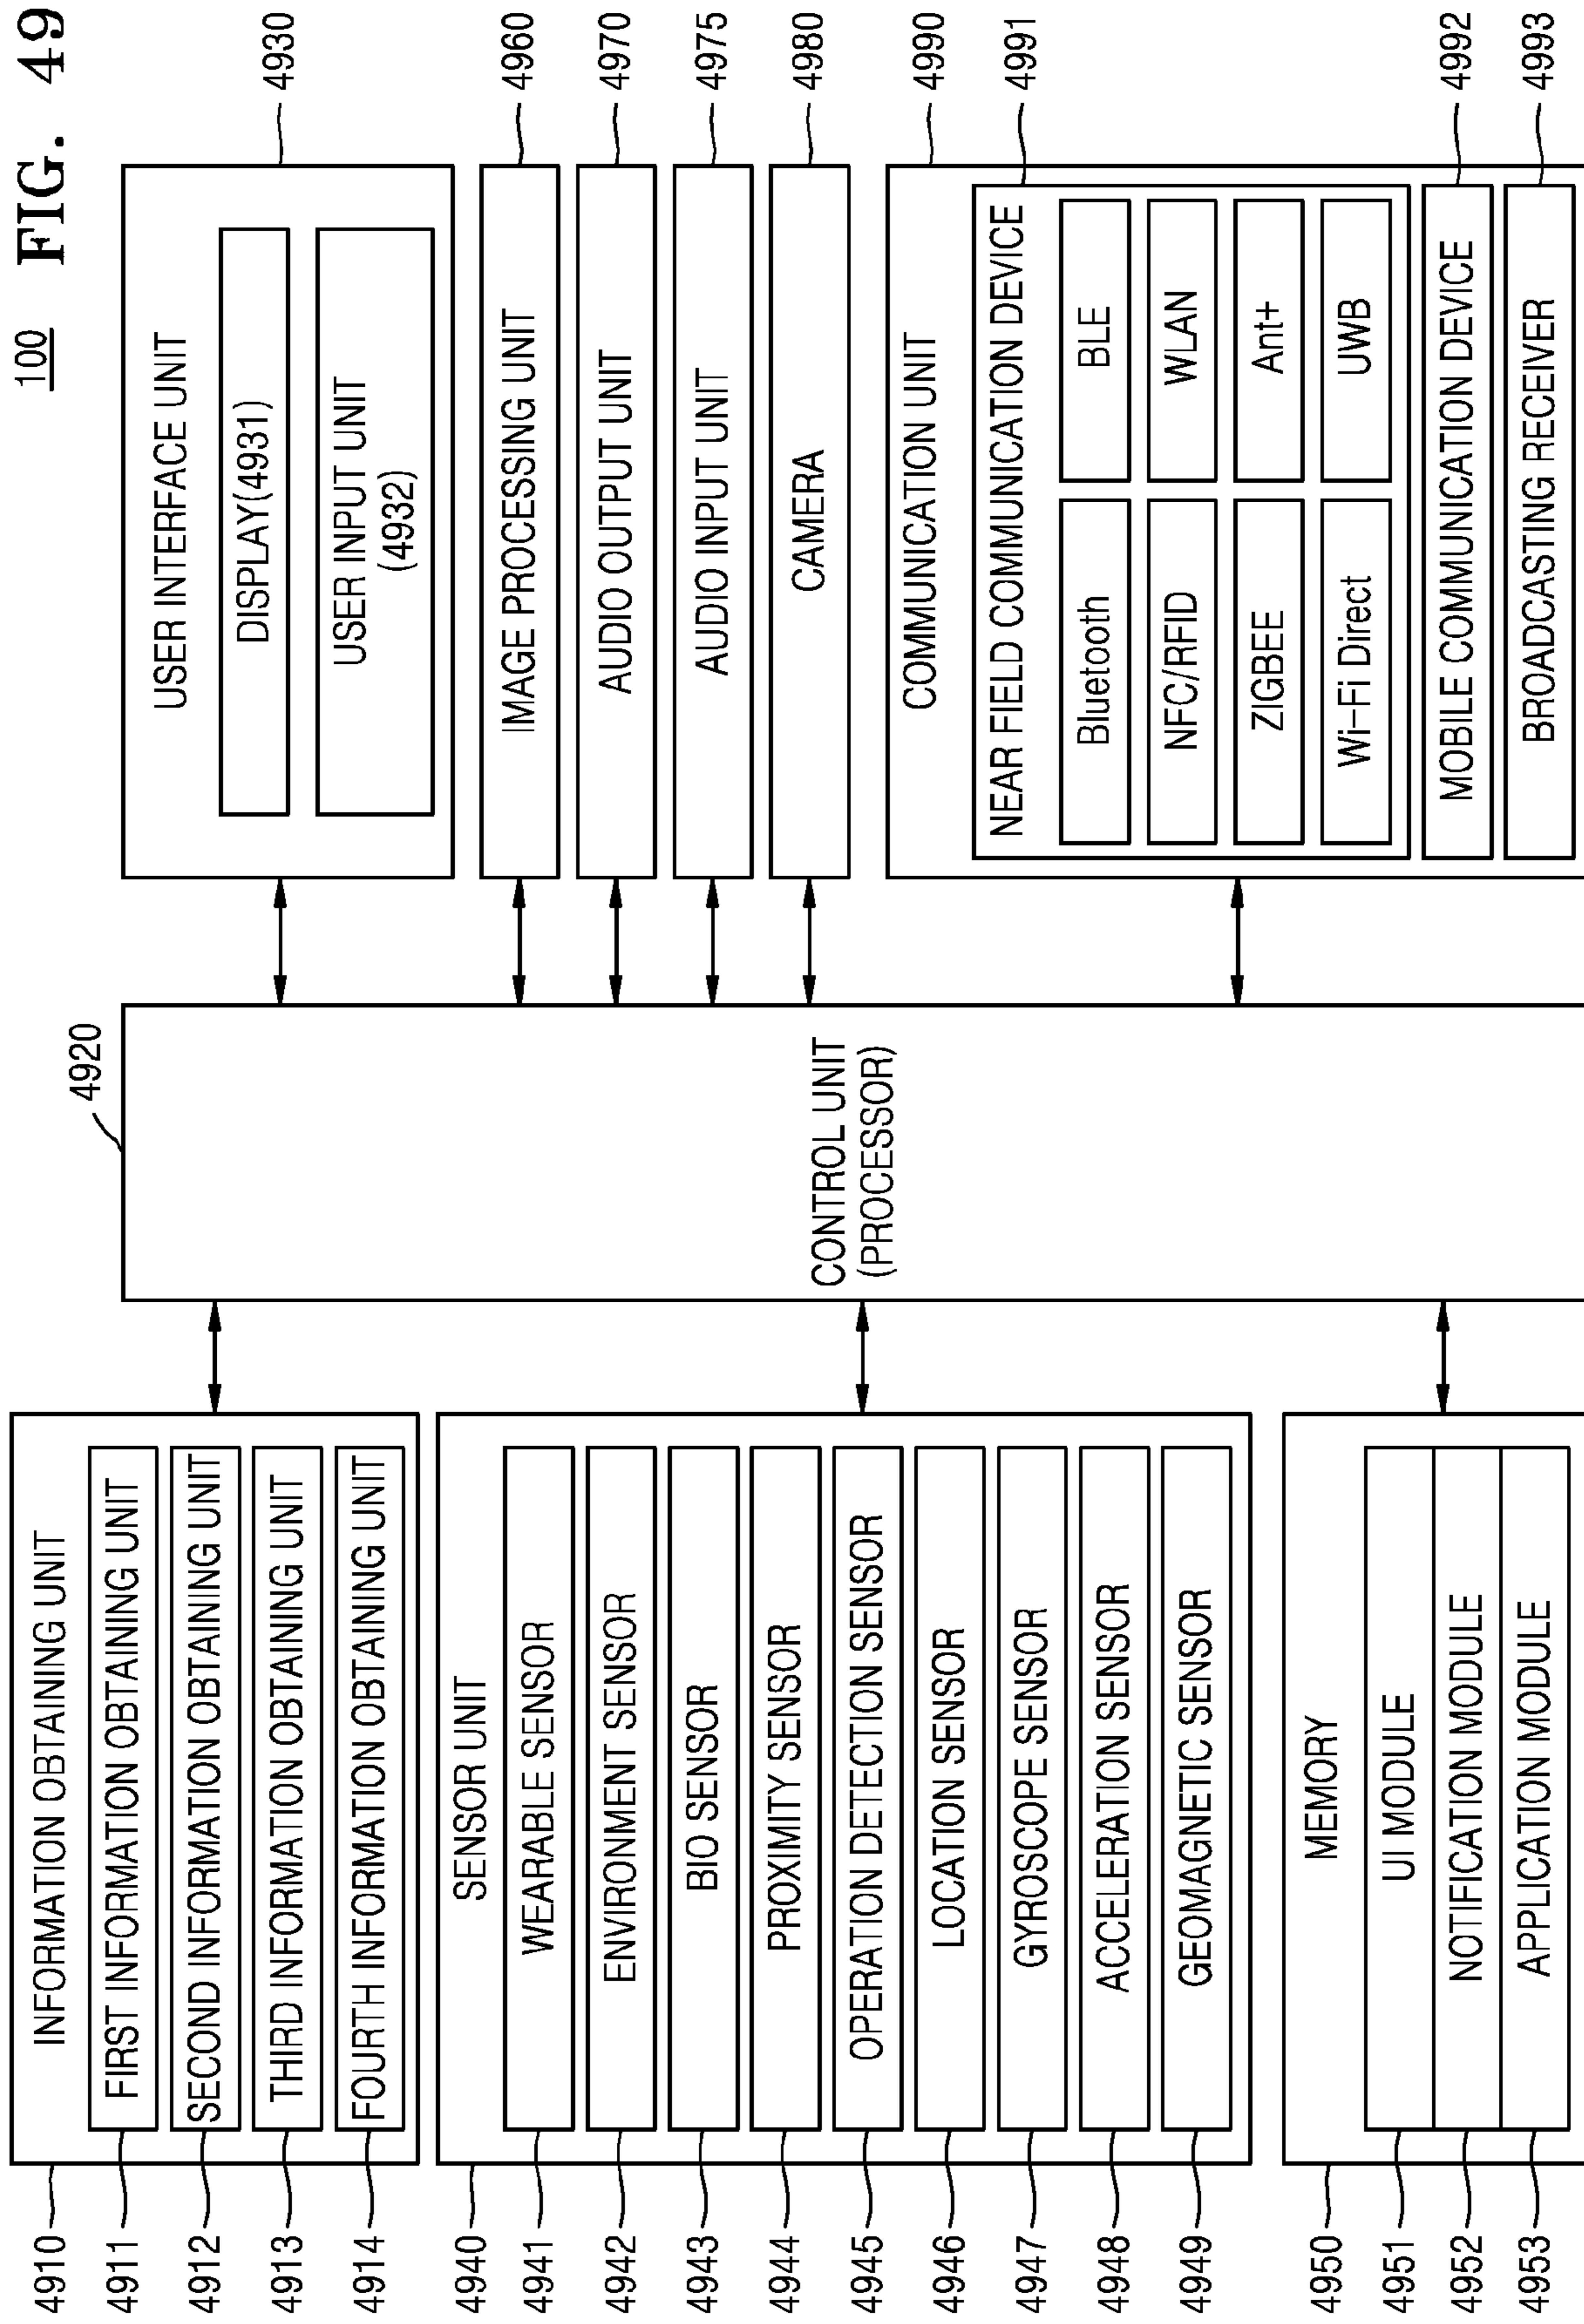 FIG. 49
100
4910
INFORMATION OBTAINING UNIT
4911
FIRST INFORMATION OBTAINING UNIT
4912
SECOND INFORMATION OBTAINING UNIT
4913
THIRD INFORMATION OBTAINING UNIT
4914
FOURTH INFORMATION OBTAINING UNIT
4940
SENSOR UNIT
4941
WEARABLE SENSOR
4942
ENVIRONMENT SENSOR
4943
BIO SENSOR
4944
PROXIMITY SENSOR
4945
OPERATION DETECTION SENSOR
4946
LOCATION SENSOR
4947
GYROSCOPE SENSOR
4948
ACCELERATION SENSOR
4949
GEOMAGNETIC SENSOR
4950
MEMORY
4951
UI MODULE
4952
NOTIFICATION MODULE
4953
APPLICATION MODULE
4920
CONTROL UNIT
(PROCESSOR)
USER INTERFACE UNIT
4930
DISPLAY(4931)
USER INPUT UNIT
(4932)
IMAGE PROCESSING UNIT
4960
AUDIO OUTPUT UNIT
4970
AUDIO INPUT UNIT
4975
CAMERA
4980
COMMUNICATION UNIT
4990
NEAR FIELD COMMUNICATION DEVICE
4991
Bluetooth
BLE
NFC/RFID
WLAN
ZIGBEE
Ant+
Wi-Fi Direct
UWB
MOBILE COMMUNICATION DEVICE
4992
BROADCASTING RECEIVER
4993